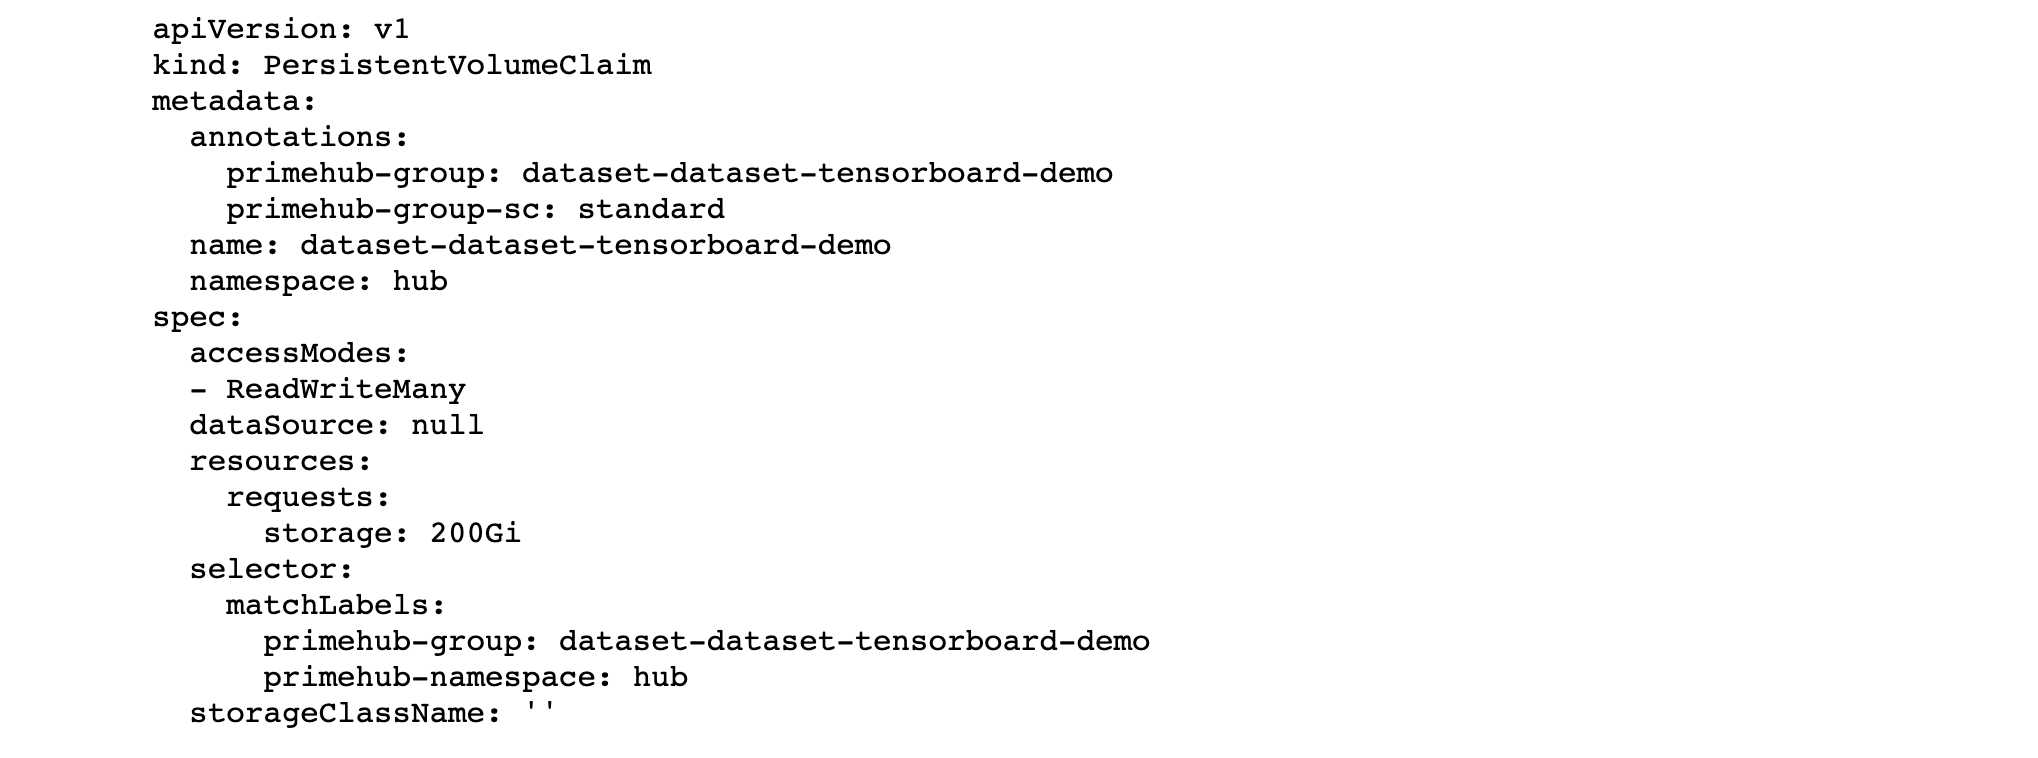 apiVersion: v1
kind: PersistentVolumeClaim
metadata:
  annotations:
    primehub-group: dataset-dataset-tensorboard-demo
    primehub-group-sc: standard
  name: dataset-dataset-tensorboard-demo
  namespace: hub
spec:
  accessModes:
  - ReadWriteMany
  dataSource: null
  resources:
    requests:
      storage: 200Gi
  selector:
    matchLabels:
      primehub-group: dataset-dataset-tensorboard-demo
      primehub-namespace: hub
  storageClassName: ''